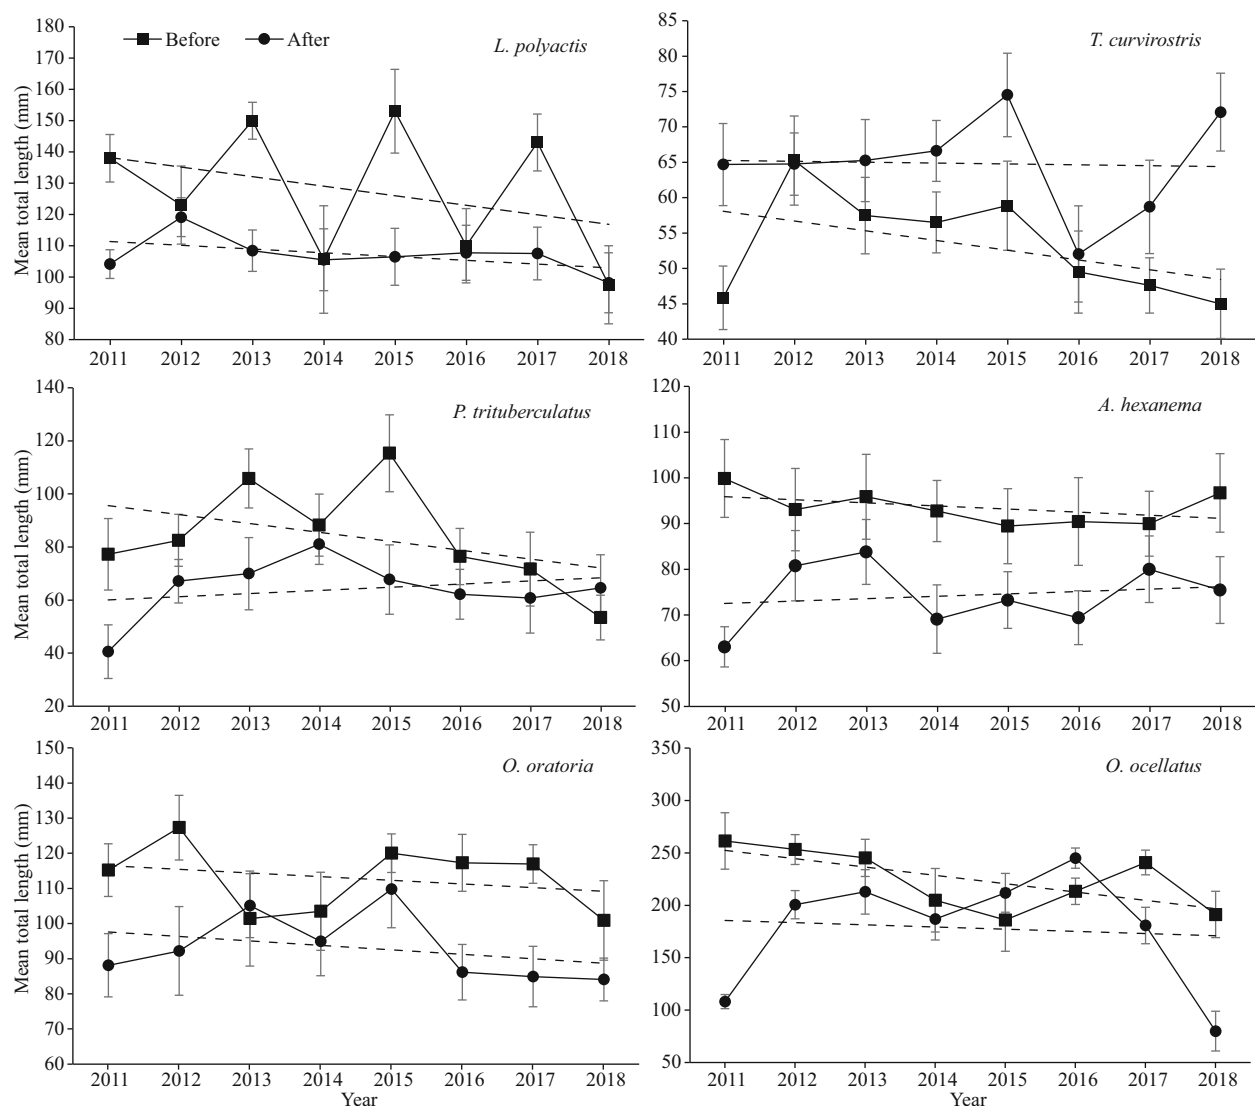 Before After
L. polyactis
Mean total length (mm)
180
170
160
150
140
130
120
110
100
90
80
2011 2012 2013 2014 2015 2016 2017 2018
T. curvirostris
85
80
75
70
65
60
55
50
45
40
2011 2012 2013 2014 2015 2016 2017 2018
P. trituberculatus
Mean total length (mm)
140
120
100
80
60
40
20
2011 2012 2013 2014 2015 2016 2017 2018
A. hexanema
120
110
100
90
80
70
60
50
2011 2012 2013 2014 2015 2016 2017 2018
O. oratoria
Mean total length (mm)
150
140
130
120
110
100
90
80
70
60
2011 2012 2013 2014 2015 2016 2017 2018
Year
O. ocellatus
350
300
250
200
150
100
50
2011 2012 2013 2014 2015 2016 2017 2018
Year